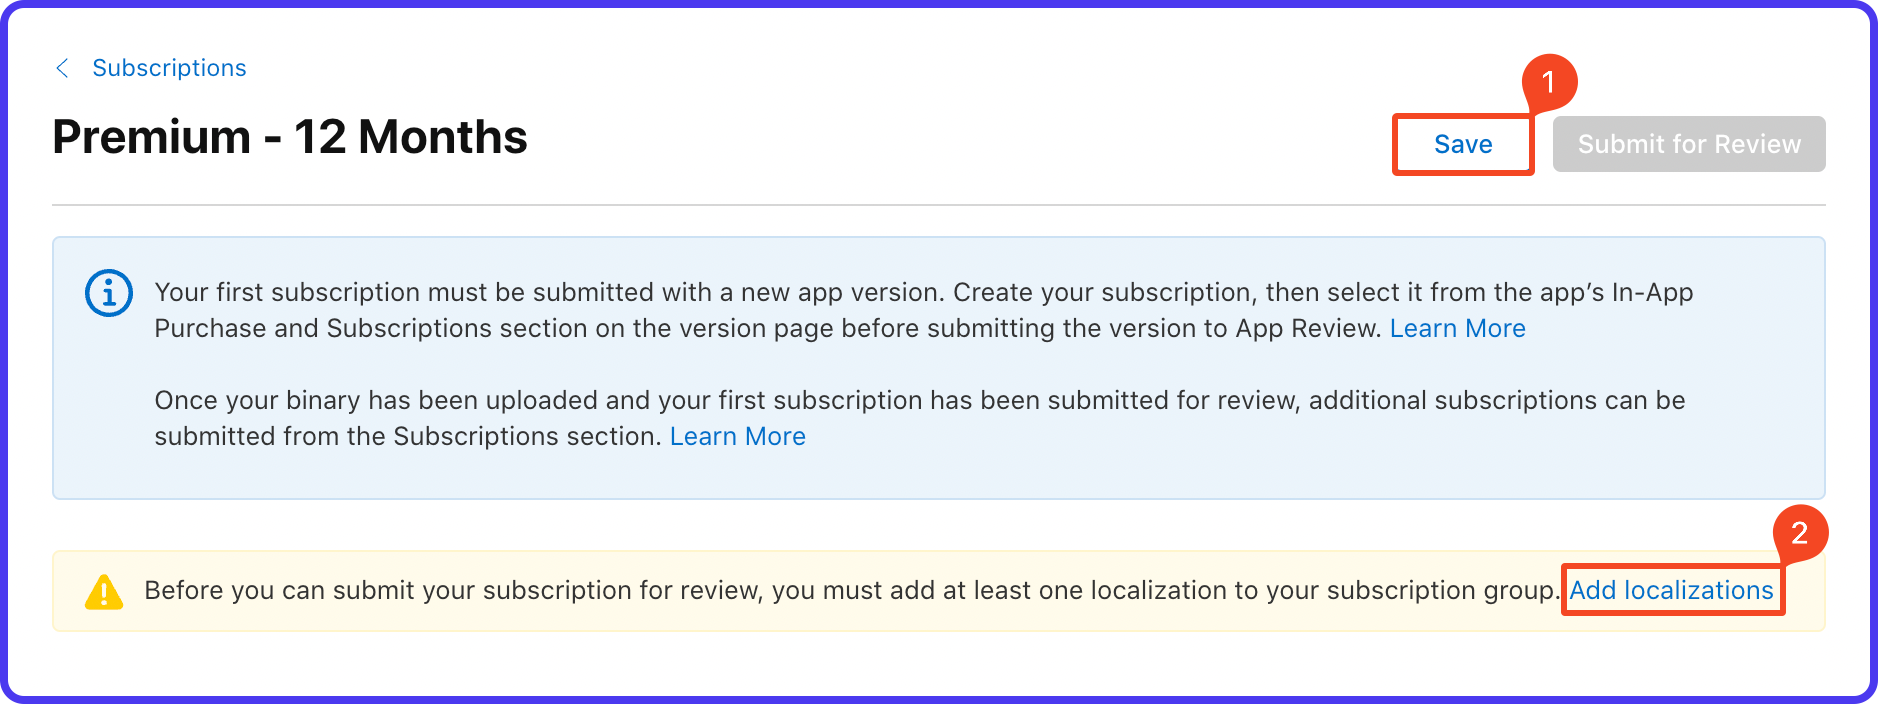 Subscriptions
1
Premium - 12 Months
Save
Submit for Review
Your first subscription must be submitted with a new app version. Create your subscription, then select it from the app’s In-App
Purchase and Subscriptions section on the version page before submitting the version to App Review. Learn More
Once your binary has been uploaded and your first subscription has been submitted for review, additional subscriptions can be
submitted from the Subscriptions section. Learn More
2
Before you can submit your subscription for review, you must add at least one localization to your subscription group. Add localizations